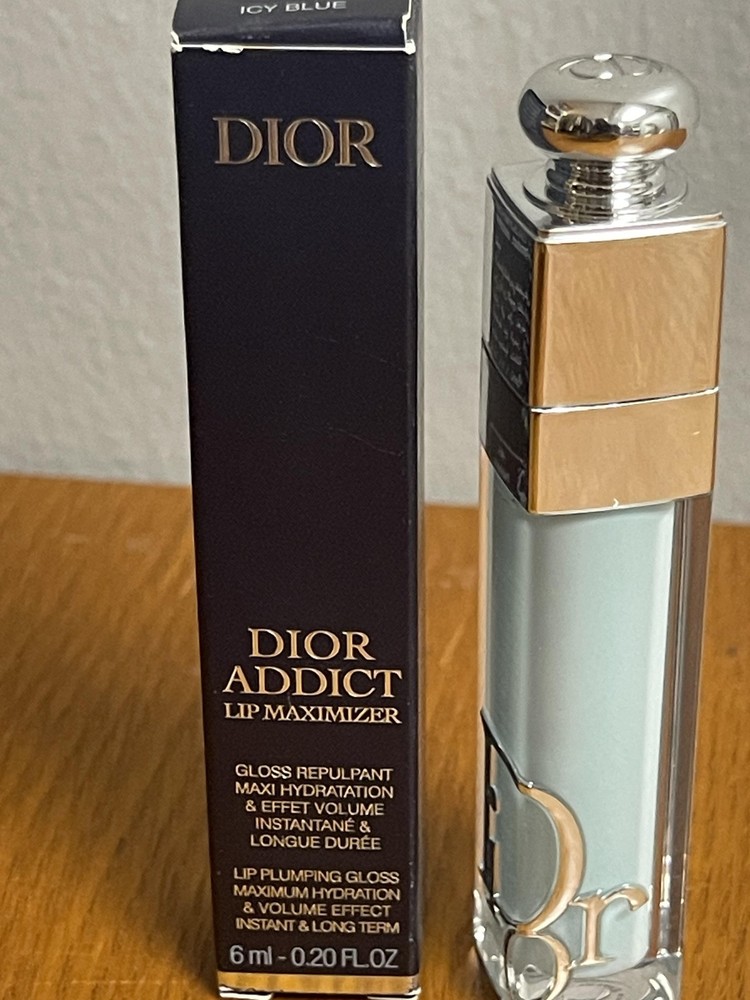 ICY BLUE
DIOR
DIOR
ADDICT
LIP MAXIMIZER
GLOSS REPULPANT
MAXI HYDRATATION
& EFFET VOLUME
INSTANTANÉ &
LONGUE DURÉE
LIP PLUMPING GLOSS
MAXIMUM HYDRATION
& VOLUME EFFECT
INSTANT & LONG TERM
6 ml - 0.20 FL.OZ
Dior